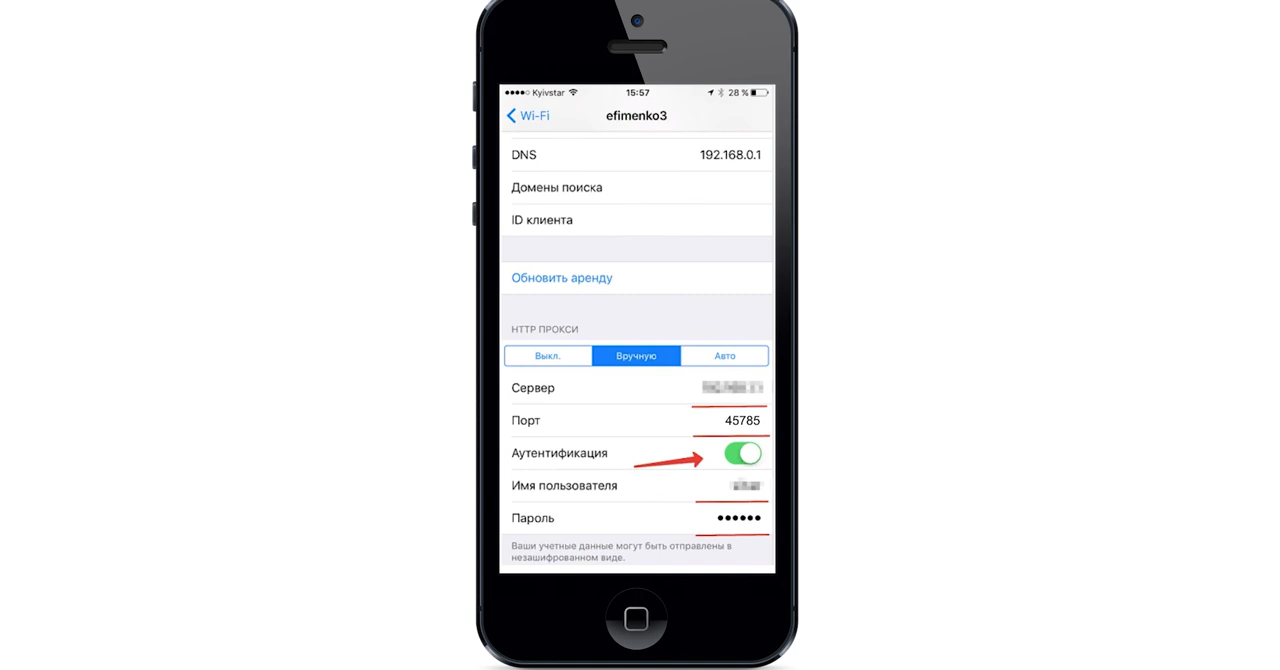 Kyivstar 15:57 28 %
Wi-Fi efimenko3
DNS 192.168.0.1
Домены поиска
ID клиента
Обновить аренду
HTTP ПРОКСИ
Выкл. Вручную Авто
Сервер
Порт 45785
Аутентификация
Имя пользователя
Пароль ••••••
Ваши учетные данные могут быть отправлены в
незашифрованном виде.